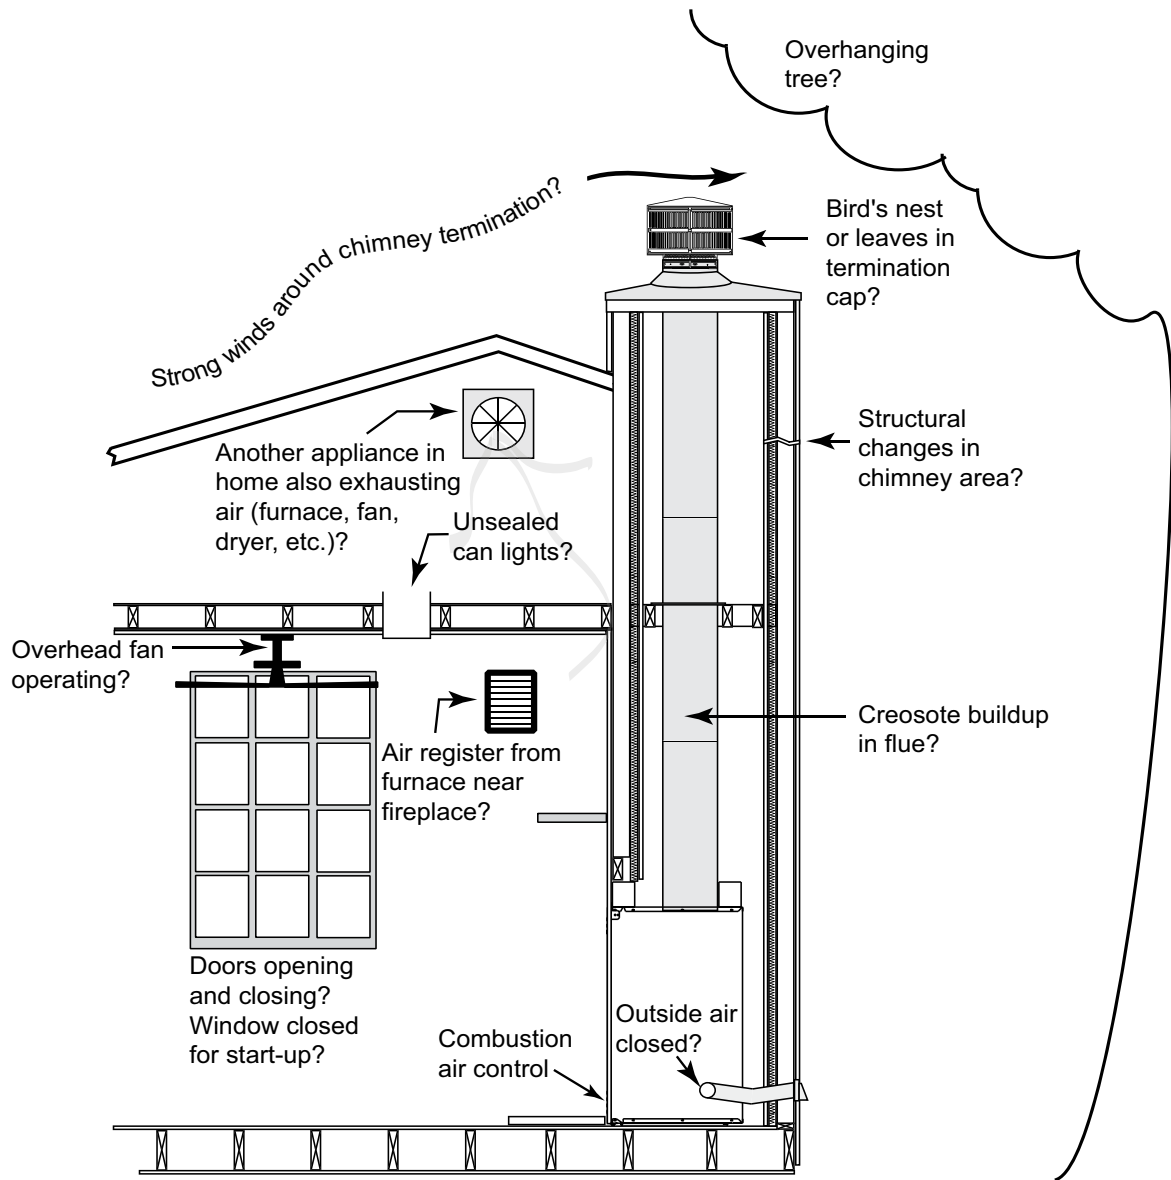 Overhanging
tree?
Strong winds around chimney termination?
Bird's nest
or leaves in
termination
cap?
Another appliance in
home also exhausting
air (furnace, fan,
dryer, etc.)?
Structural
changes in
chimney area?
Unsealed
can lights?
Overhead fan
operating?
Air register from
furnace near
fireplace?
Creosote buildup
in flue?
Doors opening
and closing?
Window closed
for start-up?
Combustion
air control
Outside air
closed?